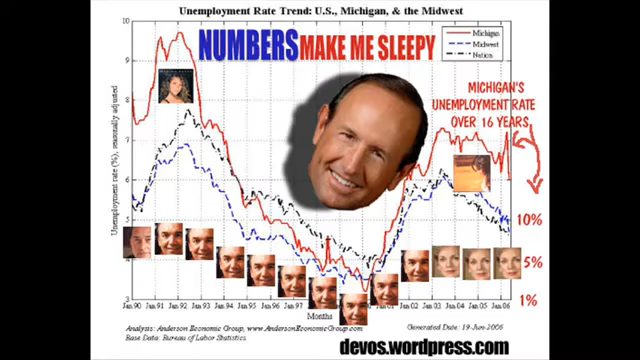 Unemployment Rate Trend: U.S., Michigan, & the Midwest
NUMBERS MAKE ME SLEEPY
Michigan
Midwest
Nation
MICHIGAN'S
UNEMPLOYMENT RATE
OVER 16 YEARS
Unemployment rate (%), seasonally adjusted
10
9
8
7
6
5
4
3
10%
5%
1%
Jan.90 Jan.91 Jan.92 Jan.93 Jan.94 Jan.95 Jan.96 Jan.97 Jan.98 Jan.99 Jan.00 Jan.01 Jan.02 Jan.03 Jan.04 Jan.05 Jan.06
Months
Analysis: Anderson Economic Group, www.AndersonEconomicGroup.com
Generated Date: 19-Jun-2006
Base Data: Bureau of Labor Statistics
devos.wordpress.com